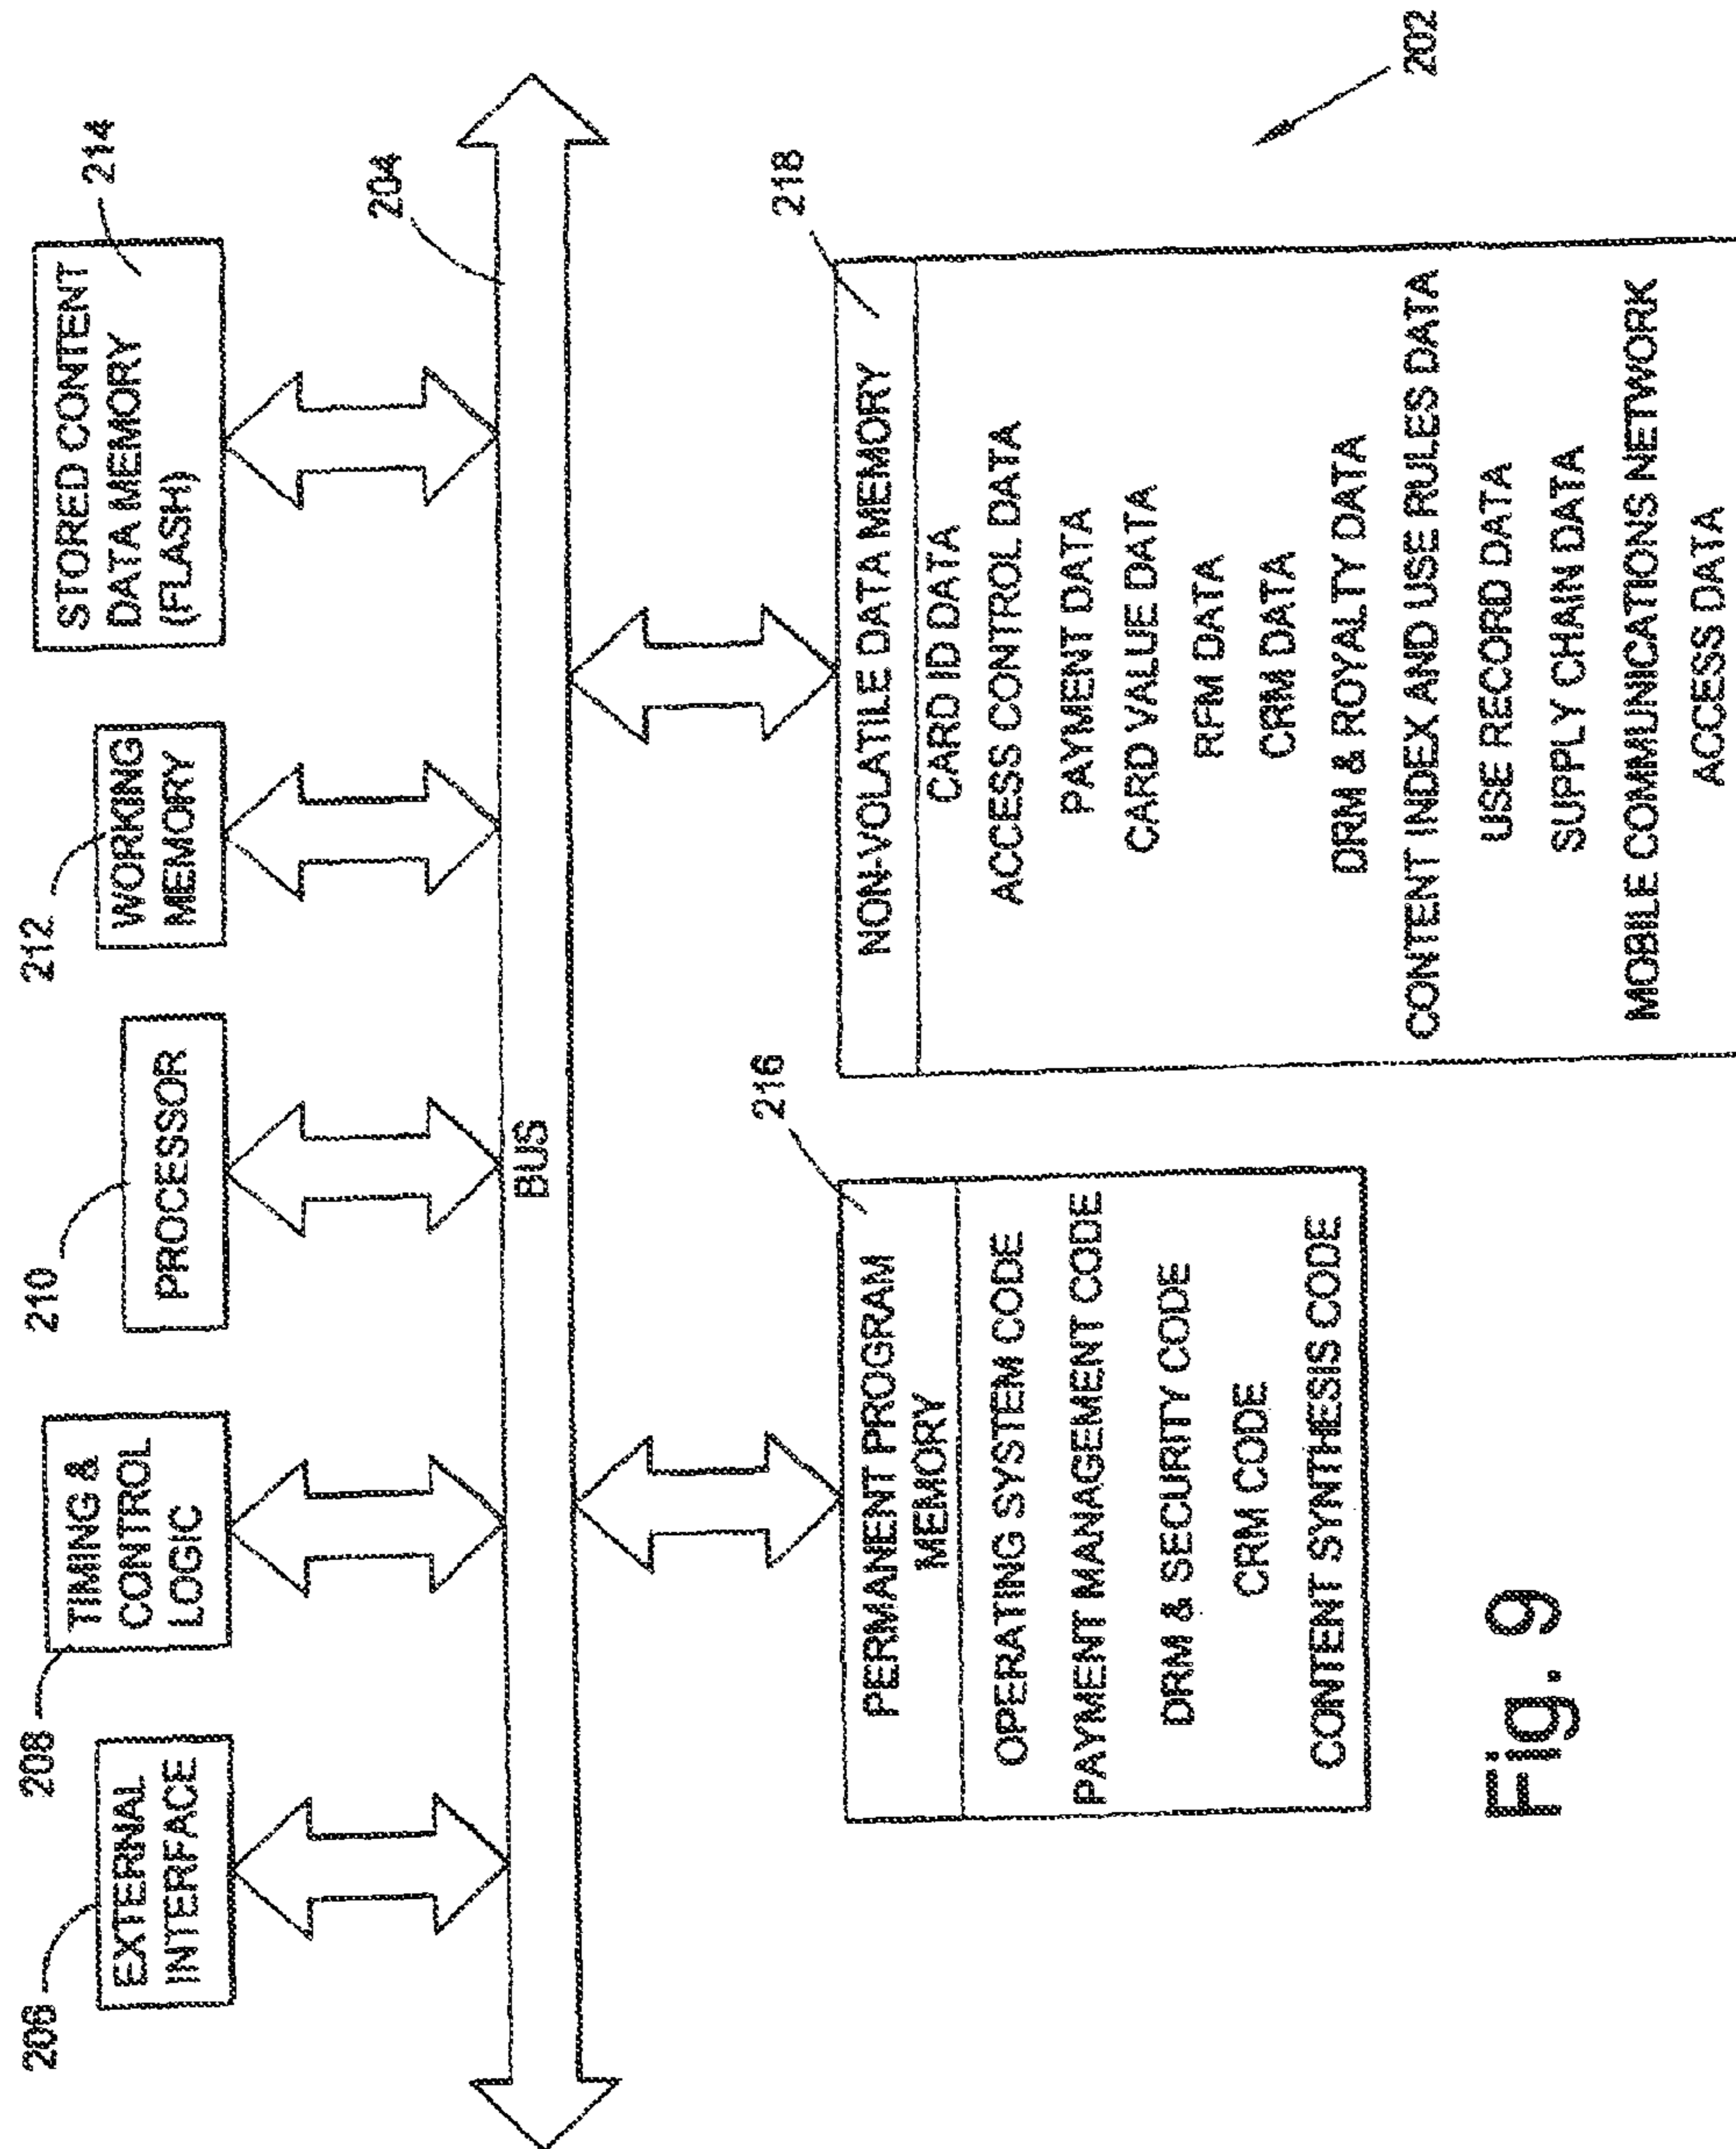 206
EXTERNAL
INTERFACE
208
TIMING &
CONTROL
LOGIC
210
PROCESSOR
212
WORKING
MEMORY
214
STORED CONTENT
DATA MEMORY
(FLASH)
204
BUS
216
PERMANENT PROGRAM
MEMORY
OPERATING SYSTEM CODE
PAYMENT MANAGEMENT CODE
DRM & SECURITY CODE
CRM CODE
CONTENT SYNTHESIS CODE
218
NON-VOLATILE DATA MEMORY
CARD ID DATA
ACCESS CONTROL DATA
PAYMENT DATA
CARD VALUE DATA
RFM DATA
CRM DATA
DRM & ROYALTY DATA
CONTENT INDEX AND USE RULES DATA
USE RECORD DATA
SUPPLY CHAIN DATA
MOBILE COMMUNICATIONS NETWORK
ACCESS DATA
202
Fig. 9